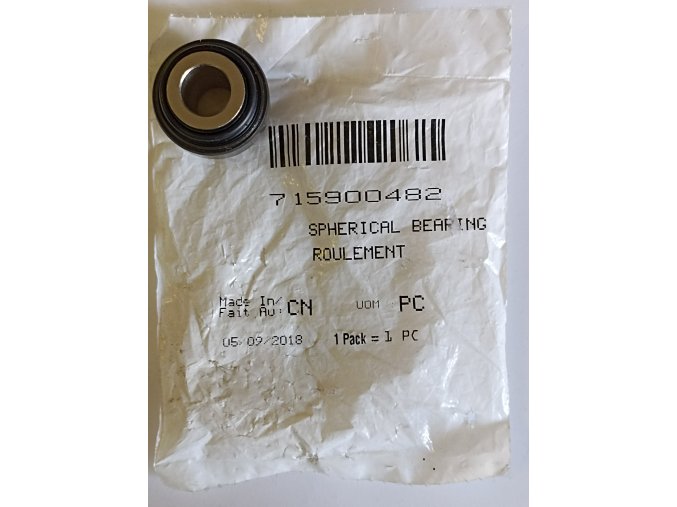 715900482
SPHERICAL BEARING
ROULEMENT
Made In/ CN UOM PC
Fait Au:
05/09/2018 1 Pack = 1 PC